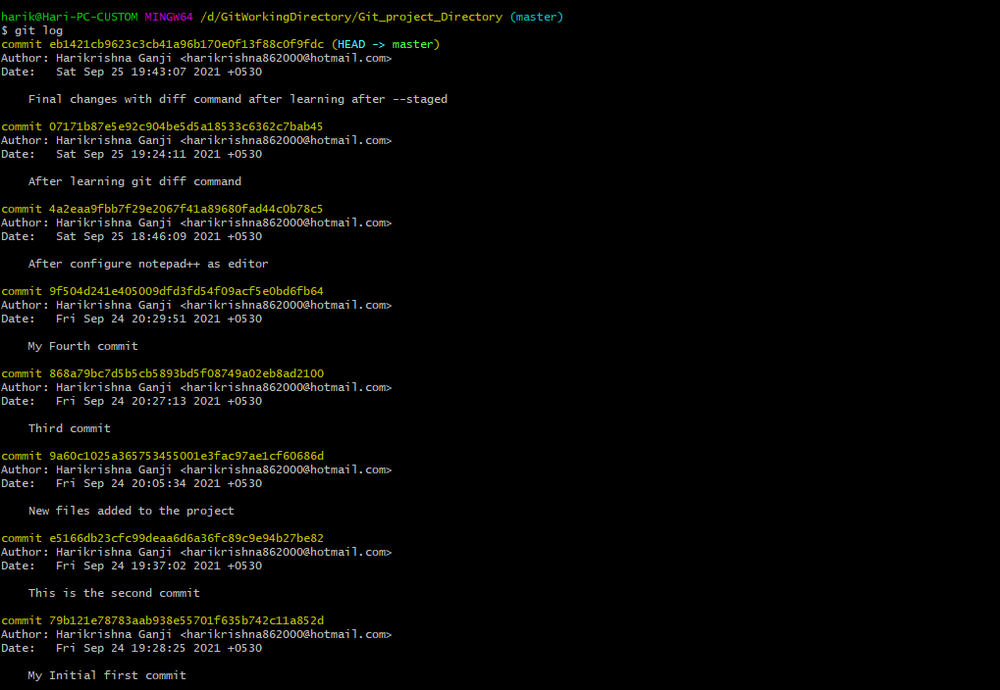 harik@Hari-PC-CUSTOM MINGW64 /d/GitWorkingDirectory/Git_project_Directory (master)
$ git log
commit eb1421cb9623c3cb41a96b170e0f13f88c0f9fdc (HEAD -> master)
Author: Harikrishna Ganji <harikrishna862000@hotmail.com>
Date:   Sat Sep 25 19:43:07 2021 +0530

    Final changes with diff command after learning after --staged

commit 07171b87e5e92c904be5d5a18533c6362c7bab45
Author: Harikrishna Ganji <harikrishna862000@hotmail.com>
Date:   Sat Sep 25 19:24:11 2021 +0530

    After learning git diff command

commit 4a2eaa9fbb7f29e2067f41a89680fad44c0b78c5
Author: Harikrishna Ganji <harikrishna862000@hotmail.com>
Date:   Sat Sep 25 18:46:09 2021 +0530

    After configure notepad++ as editor

commit 9f504d241e405009dfd3fd54f09acf5e0bd6fb64
Author: Harikrishna Ganji <harikrishna862000@hotmail.com>
Date:   Fri Sep 24 20:29:51 2021 +0530

    My Fourth commit

commit 868a79bc7d5b5cb5893bd5f08749a02eb8ad2100
Author: Harikrishna Ganji <harikrishna862000@hotmail.com>
Date:   Fri Sep 24 20:27:13 2021 +0530

    Third commit

commit 9a60c1025a365753455001e3fac97ae1cf60686d
Author: Harikrishna Ganji <harikrishna862000@hotmail.com>
Date:   Fri Sep 24 20:05:34 2021 +0530

    New files added to the project

commit e5166db23cfc99deaa6d6a36fc89c9e94b27be82
Author: Harikrishna Ganji <harikrishna862000@hotmail.com>
Date:   Fri Sep 24 19:37:02 2021 +0530

    This is the second commit

commit 79b121e78783aab938e55701f635b742c11a852d
Author: Harikrishna Ganji <harikrishna862000@hotmail.com>
Date:   Fri Sep 24 19:28:25 2021 +0530

    My Initial first commit